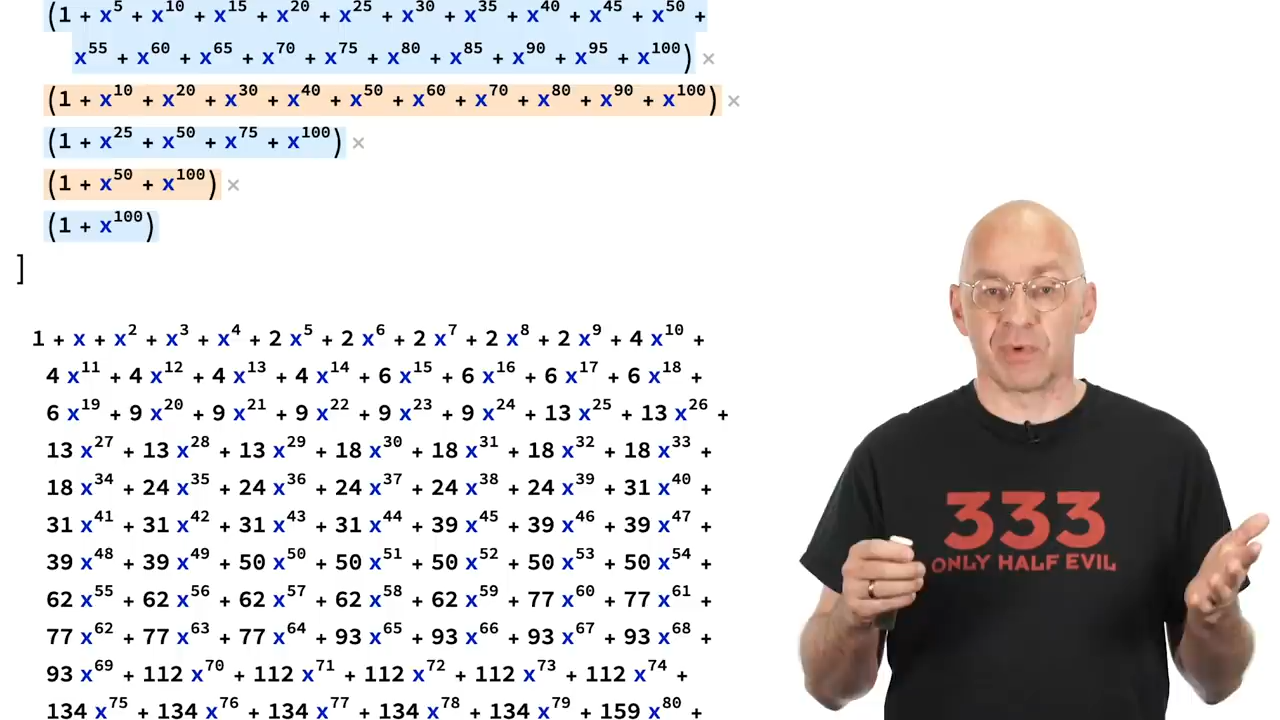 (1 + x^5 + x^10 + x^15 + x^20 + x^25 + x^30 + x^35 + x^40 + x^45 + x^50 +
x^55 + x^60 + x^65 + x^70 + x^75 + x^80 + x^85 + x^90 + x^95 + x^100) ×
(1 + x^10 + x^20 + x^30 + x^40 + x^50 + x^60 + x^70 + x^80 + x^90 + x^100) ×
(1 + x^25 + x^50 + x^75 + x^100) ×
(1 + x^50 + x^100) ×
(1 + x^100)
]
1 + x + x^2 + x^3 + x^4 + 2 x^5 + 2 x^6 + 2 x^7 + 2 x^8 + 2 x^9 + 4 x^10 +
4 x^11 + 4 x^12 + 4 x^13 + 4 x^14 + 6 x^15 + 6 x^16 + 6 x^17 + 6 x^18 +
6 x^19 + 9 x^20 + 9 x^21 + 9 x^22 + 9 x^23 + 9 x^24 + 13 x^25 + 13 x^26 +
13 x^27 + 13 x^28 + 13 x^29 + 18 x^30 + 18 x^31 + 18 x^32 + 18 x^33 +
18 x^34 + 24 x^35 + 24 x^36 + 24 x^37 + 24 x^38 + 24 x^39 + 31 x^40 +
31 x^41 + 31 x^42 + 31 x^43 + 31 x^44 + 39 x^45 + 39 x^46 + 39 x^47 +
39 x^48 + 39 x^49 + 50 x^50 + 50 x^51 + 50 x^52 + 50 x^53 + 50 x^54 +
62 x^55 + 62 x^56 + 62 x^57 + 62 x^58 + 62 x^59 + 77 x^60 + 77 x^61 +
77 x^62 + 77 x^63 + 77 x^64 + 93 x^65 + 93 x^66 + 93 x^67 + 93 x^68 +
93 x^69 + 112 x^70 + 112 x^71 + 112 x^72 + 112 x^73 + 112 x^74 +
134 x^75 + 134 x^76 + 134 x^77 + 134 x^78 + 134 x^79 + 159 x^80 +
333
ONLY HALF EVIL